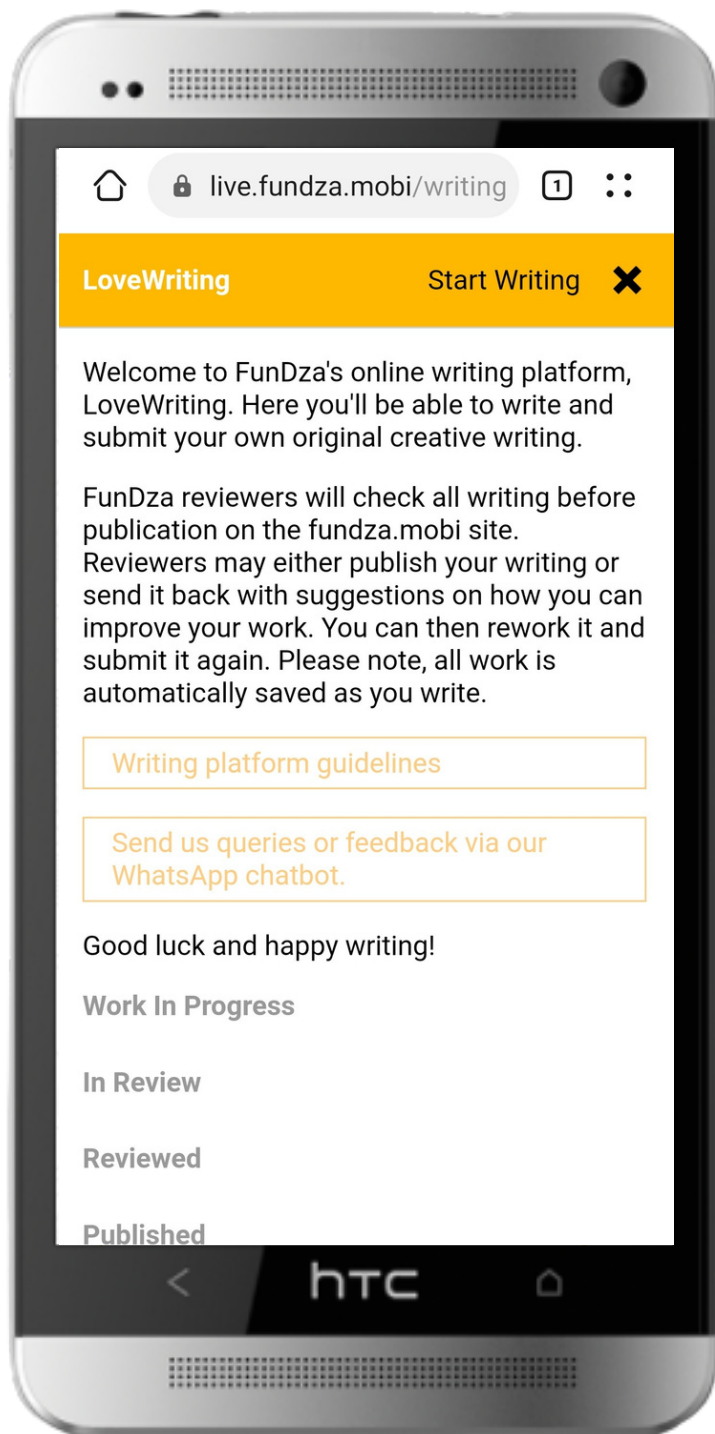 live.fundza.mobi/writing
1
LoveWriting
Start Writing
Welcome to FunDza's online writing platform,
LoveWriting. Here you'll be able to write and
submit your own original creative writing.
FunDza reviewers will check all writing before
publication on the fundza.mobi site.
Reviewers may either publish your writing or
send it back with suggestions on how you can
improve your work. You can then rework it and
submit it again. Please note, all work is
automatically saved as you write.
Writing platform guidelines
Send us queries or feedback via our
WhatsApp chatbot.
Good luck and happy writing!
Work In Progress
In Review
Reviewed
Published
hTC